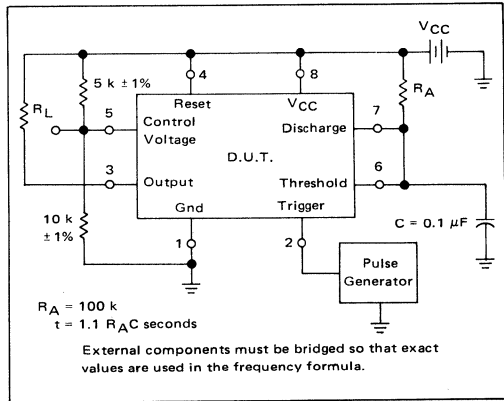 VCC
5 k ± 1%
4
8
RA
RL
Reset
VCC
7
5
Control
Voltage
Discharge
D.U.T.
3
6
Output
Threshold
10 k
± 1%
Gnd
Trigger
C = 0.1 µF
1
2
Pulse
Generator
RA = 100 k
t = 1.1 RAC seconds
External components must be bridged so that exact
values are used in the frequency formula.